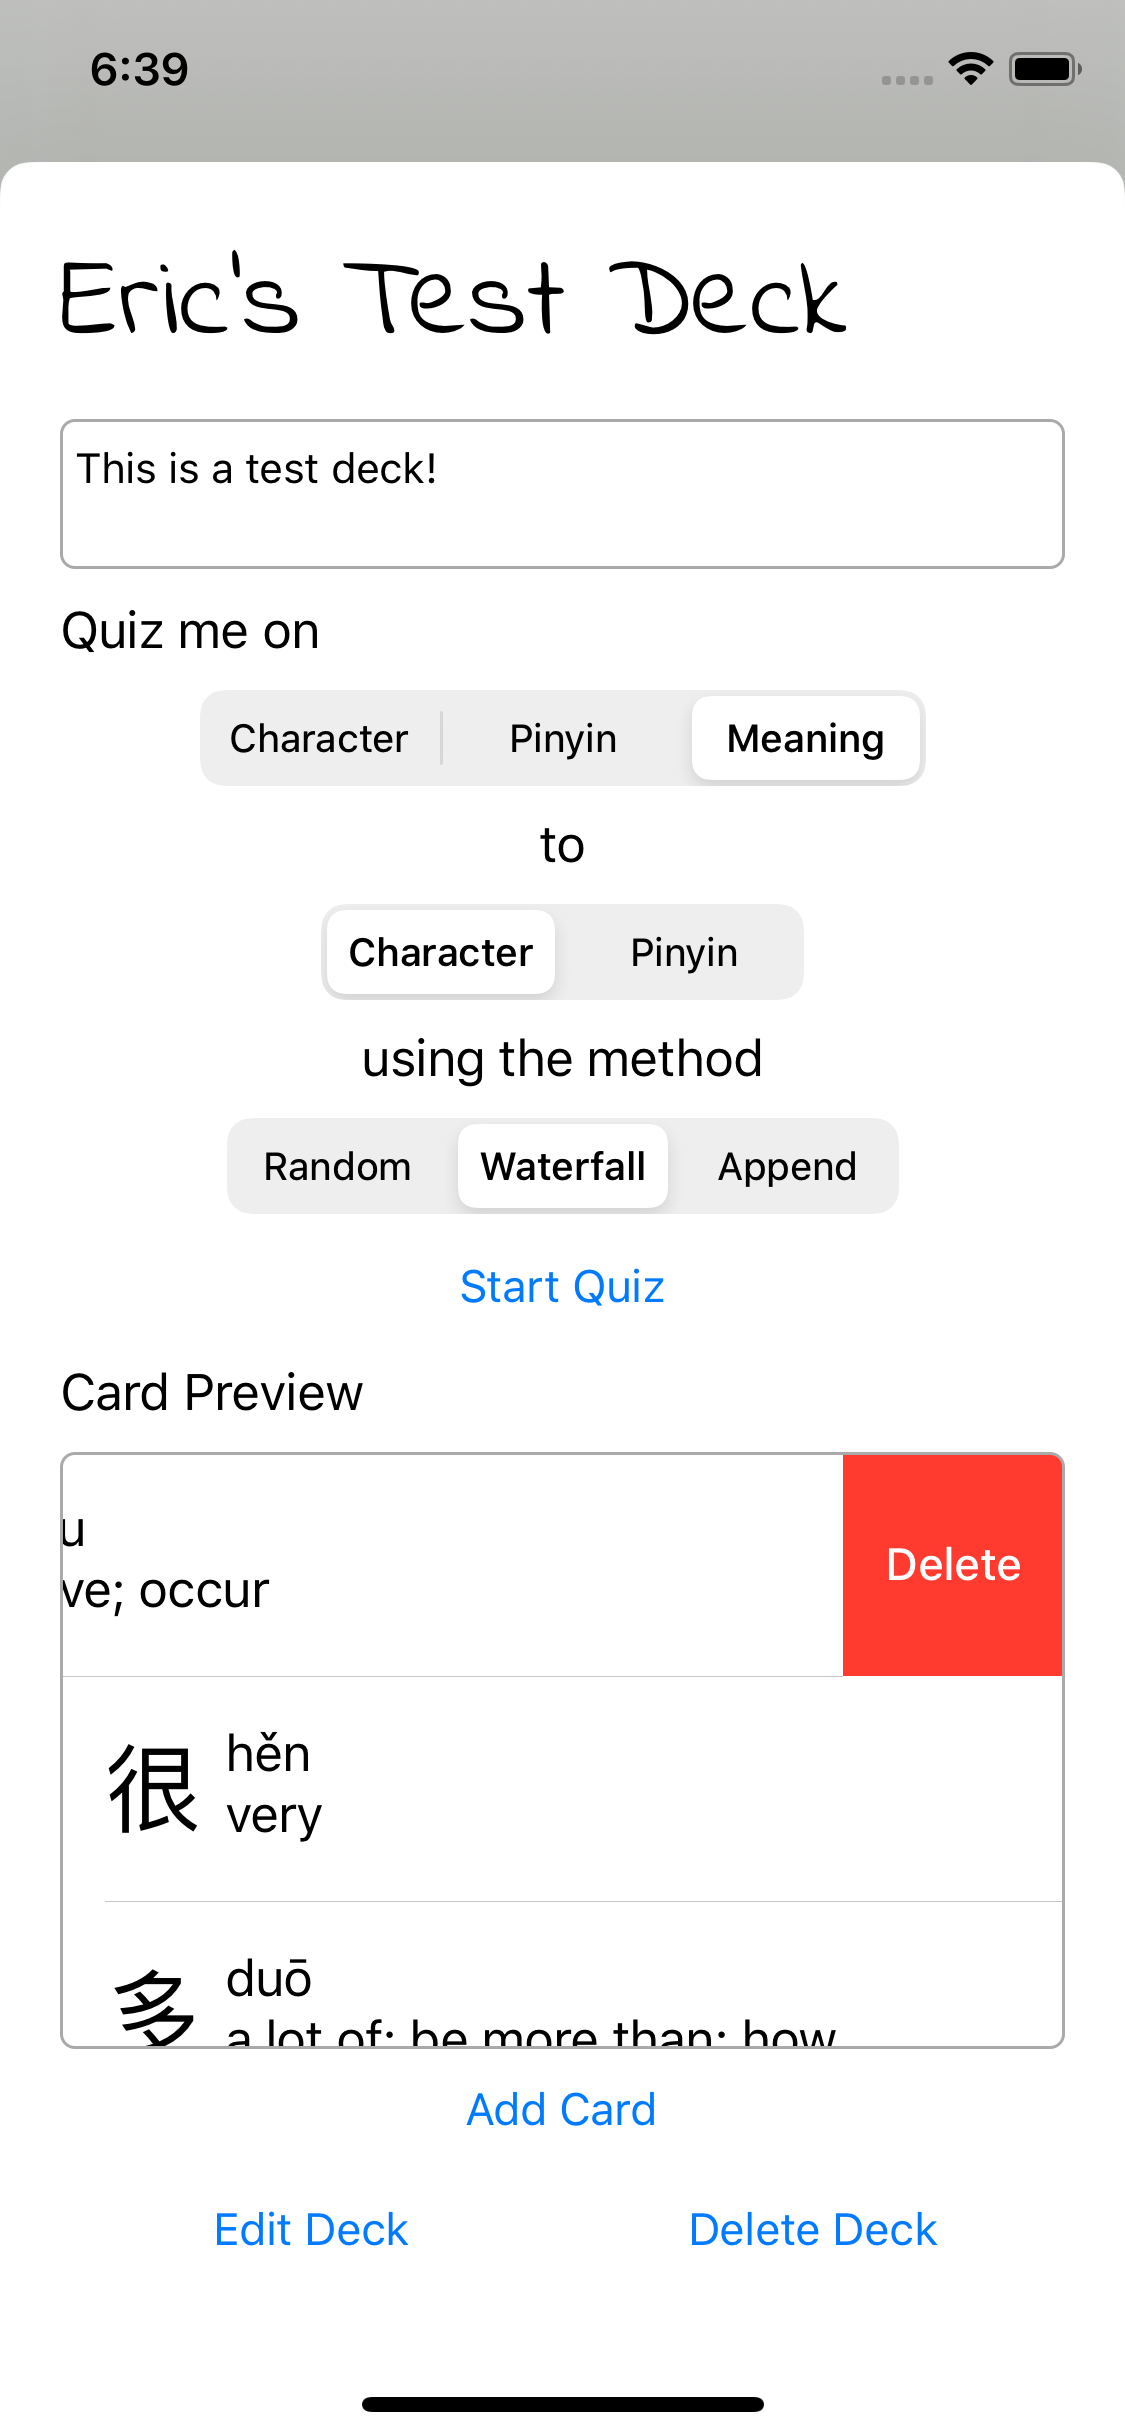 6:39
Eric's Test Deck
This is a test deck!
Quiz me on
Character Pinyin Meaning
to
Character Pinyin
using the method
Random Waterfall Append
Start Quiz
Card Preview
u
ve; occur
Delete
很 hěn
very
多 duō
a lot of; be more than; how
Add Card
Edit Deck Delete Deck